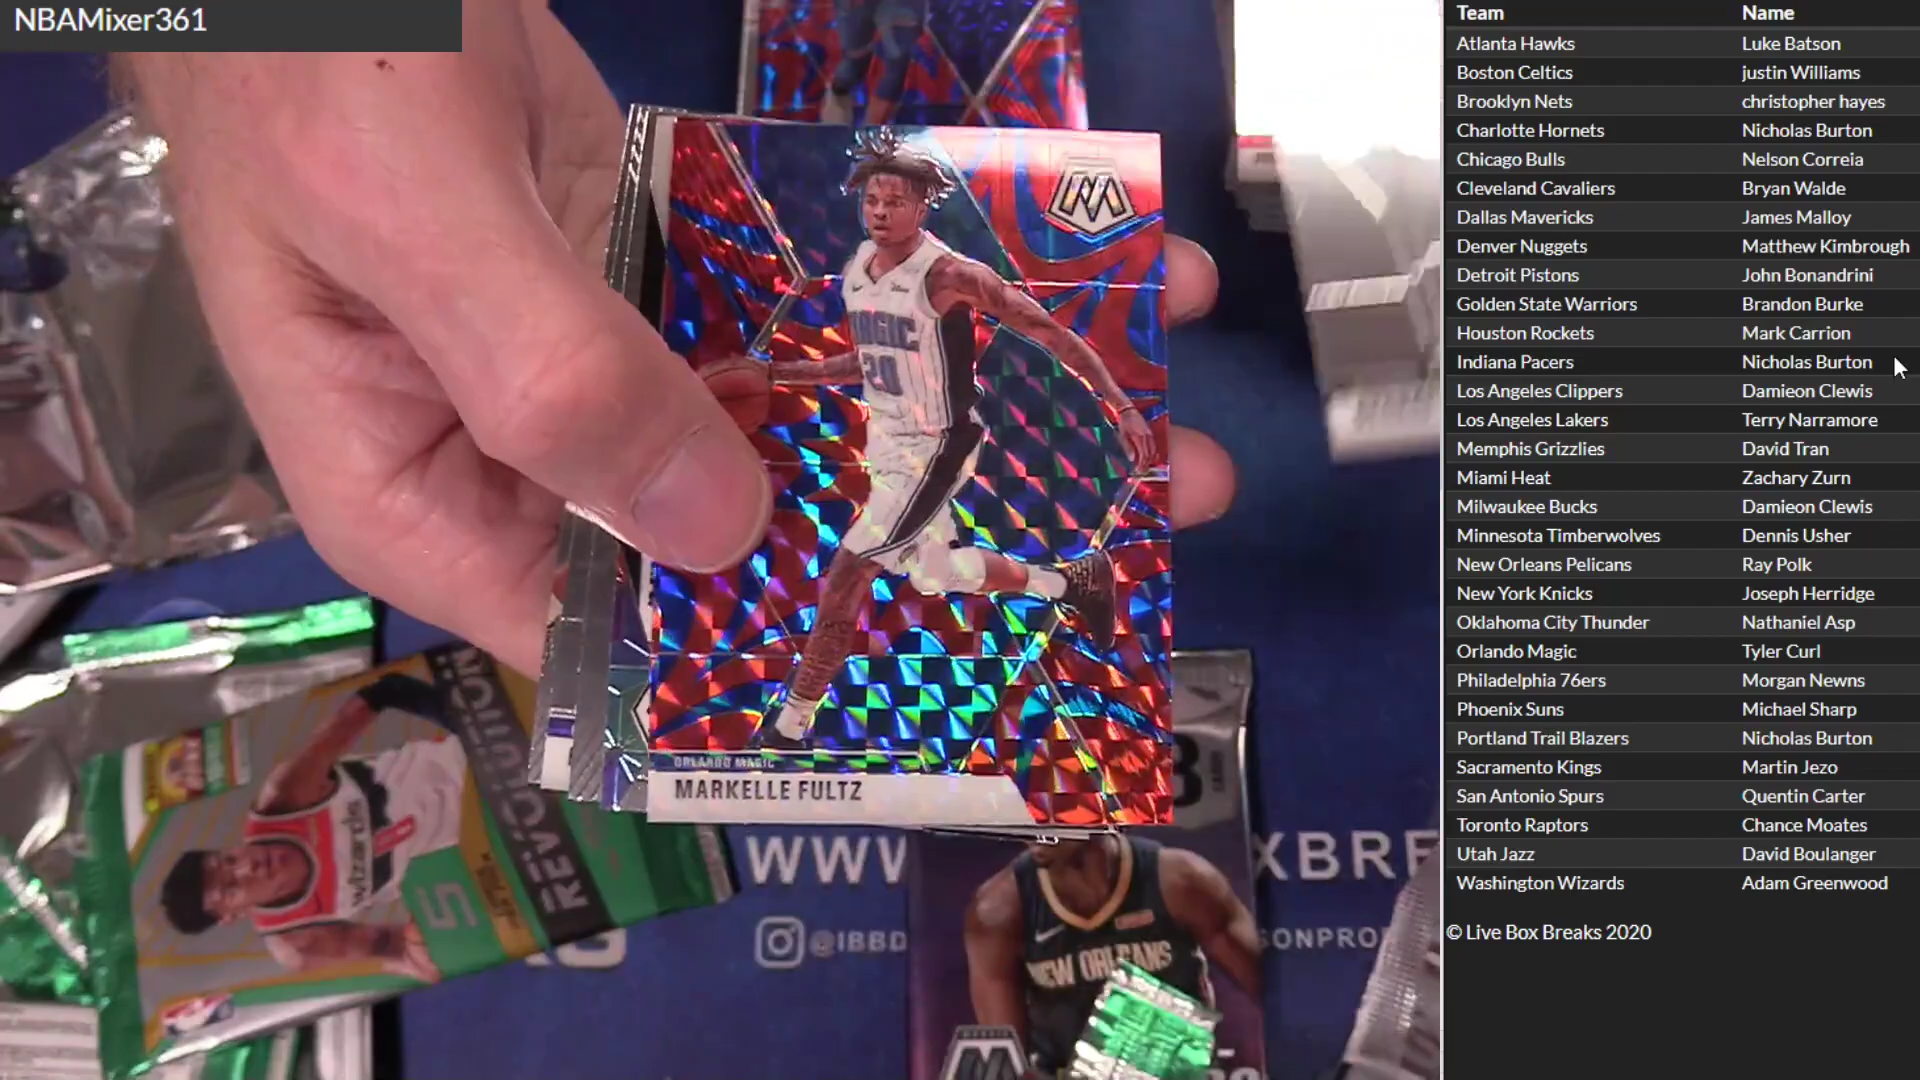 NBAMixer361
Team Name
Atlanta Hawks Luke Batson
Boston Celtics justin Williams
Brooklyn Nets christopher hayes
Charlotte Hornets Nicholas Burton
Chicago Bulls Nelson Correia
Cleveland Cavaliers Bryan Walde
Dallas Mavericks James Malloy
Denver Nuggets Matthew Kimbrough
Detroit Pistons John Bonandrini
Golden State Warriors Brandon Burke
Houston Rockets Mark Carrion
Indiana Pacers Nicholas Burton
Los Angeles Clippers Damieon Clewis
Los Angeles Lakers Terry Narramore
Memphis Grizzlies David Tran
Miami Heat Zachary Zurn
Milwaukee Bucks Damieon Clewis
Minnesota Timberwolves Dennis Usher
New Orleans Pelicans Ray Polk
New York Knicks Joseph Herridge
Oklahoma City Thunder Nathaniel Asp
Orlando Magic Tyler Curl
Philadelphia 76ers Morgan Newns
Phoenix Suns Michael Sharp
Portland Trail Blazers Nicholas Burton
Sacramento Kings Martin Jezo
San Antonio Spurs Quentin Carter
Toronto Raptors Chance Moates
Utah Jazz David Boulanger
Washington Wizards Adam Greenwood
© Live Box Breaks 2020
MAGIC
20
ORLANDO MAGIC
MARKELLE FULTZ
WWW
XBRE
@IBBD
SONPRO
NEW ORLEANS
wizards
5